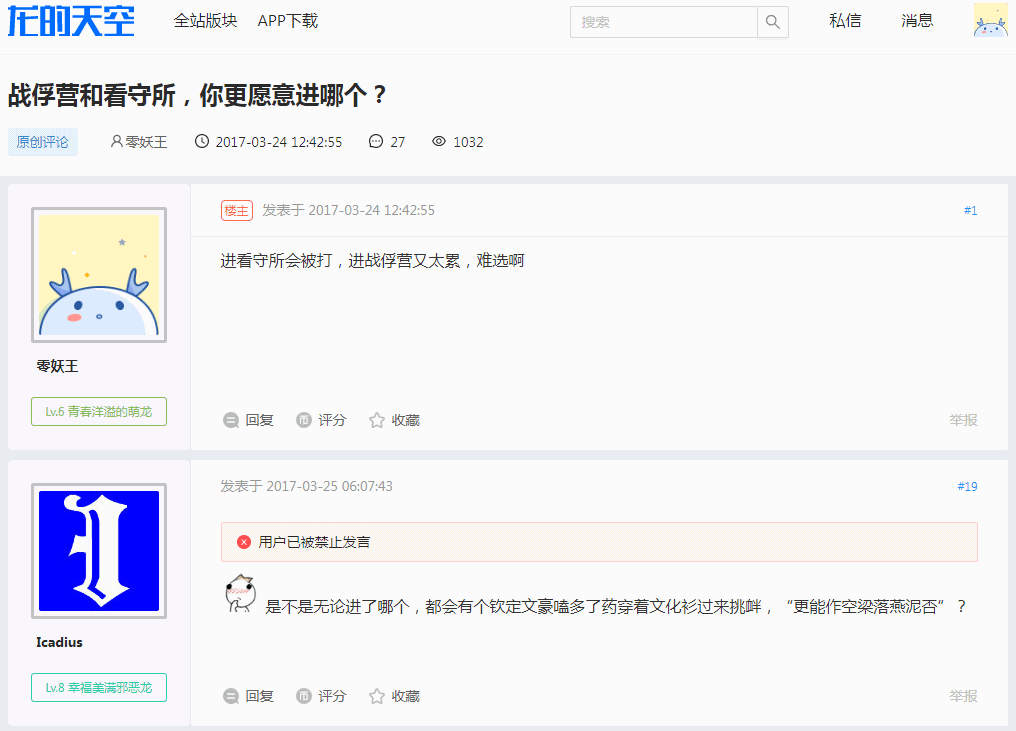 龙的天空 全站版块 APP下载 搜索 私信 消息
战俘营和看守所，你更愿意进哪个？
原创评论 零妖王 2017-03-24 12:42:55 27 1032
楼主 发表于 2017-03-24 12:42:55 #1
进看守所会被打，进战俘营又太累，难选啊
零妖王
Lv.6 青春洋溢的萌龙
回复 评分 收藏 举报
发表于 2017-03-25 06:07:43 #19
用户已被禁止发言
是不是无论进了哪个，都会有个钦定文豪嗑多了药穿着文化衫过来挑衅，“更能作空梁落燕泥否”？
Icadius
Lv.8 幸福美满邪恶龙
回复 评分 收藏 举报